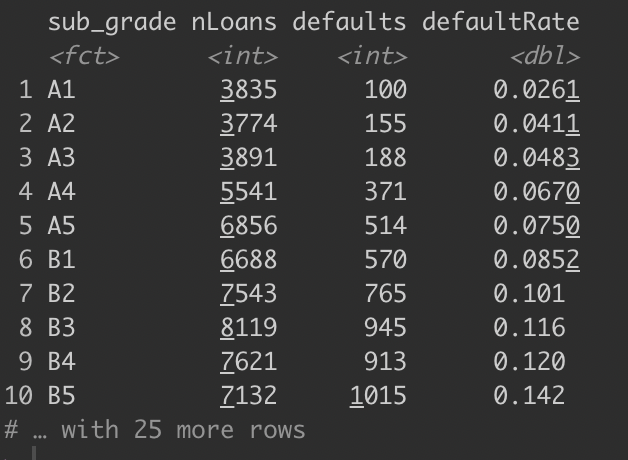 sub_grade nLoans defaults defaultRate
<fct> <int> <int> <dbl>
1 A1 3835 100 0.0261
2 A2 3774 155 0.0411
3 A3 3891 188 0.0483
4 A4 5541 371 0.0670
5 A5 6856 514 0.0750
6 B1 6688 570 0.0852
7 B2 7543 765 0.101
8 B3 8119 945 0.116
9 B4 7621 913 0.120
10 B5 7132 1015 0.142
# … with 25 more rows